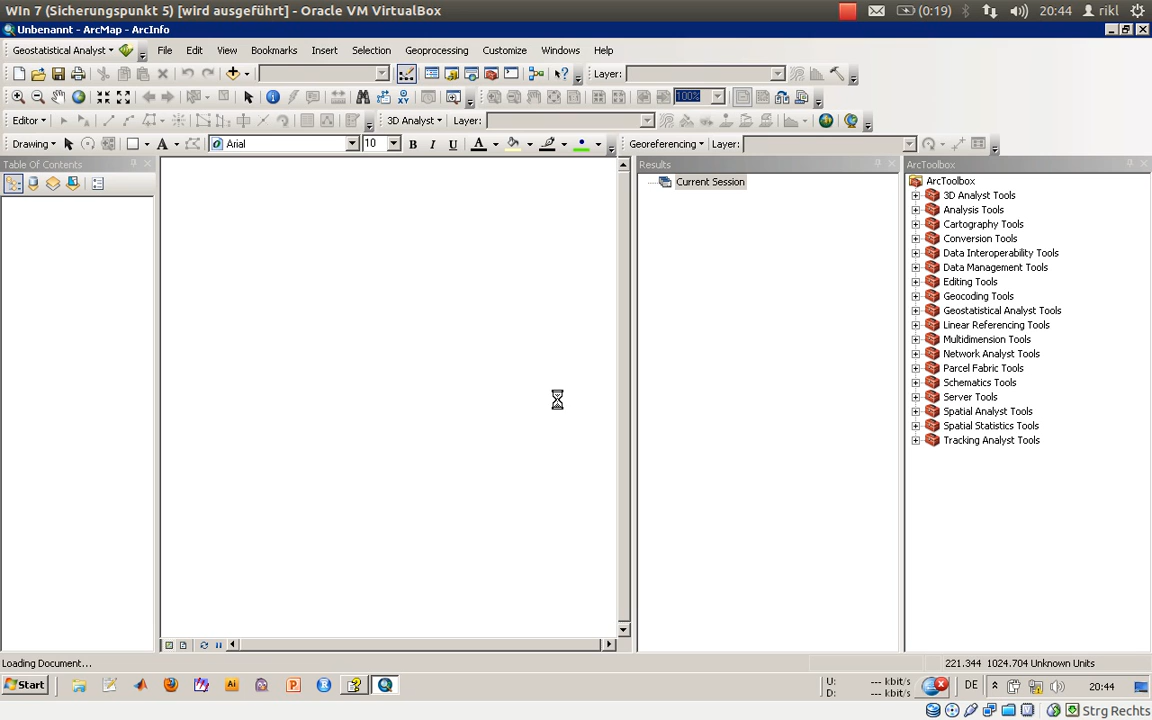 WIn 7 (Sicherungspunkt 5) [wird ausgeführt] - Oracle VM VirtualBox (0:19) 20:44 rikl
Unbenannt - ArcMap - ArcInfo
Geostatistical Analyst File Edit View Bookmarks Insert Selection Geoprocessing Customize Windows Help
Layer:
100%
Editor 3D Analyst Layer:
Drawing A Arial 10 B I U A Georeferencing Layer:
Table Of Contents
Results
Current Session
ArcToolbox
ArcToolbox
3D Analyst Tools
Analysis Tools
Cartography Tools
Conversion Tools
Data Interoperability Tools
Data Management Tools
Editing Tools
Geocoding Tools
Geostatistical Analyst Tools
Linear Referencing Tools
Multidimension Tools
Network Analyst Tools
Parcel Fabric Tools
Schematics Tools
Server Tools
Spatial Analyst Tools
Spatial Statistics Tools
Tracking Analyst Tools
Loading Document... 221.344 1024.704 Unknown Units
Start Ai P R U: --- kbit/s DE 20:44
D: --- kbit/s
Strg Rechts